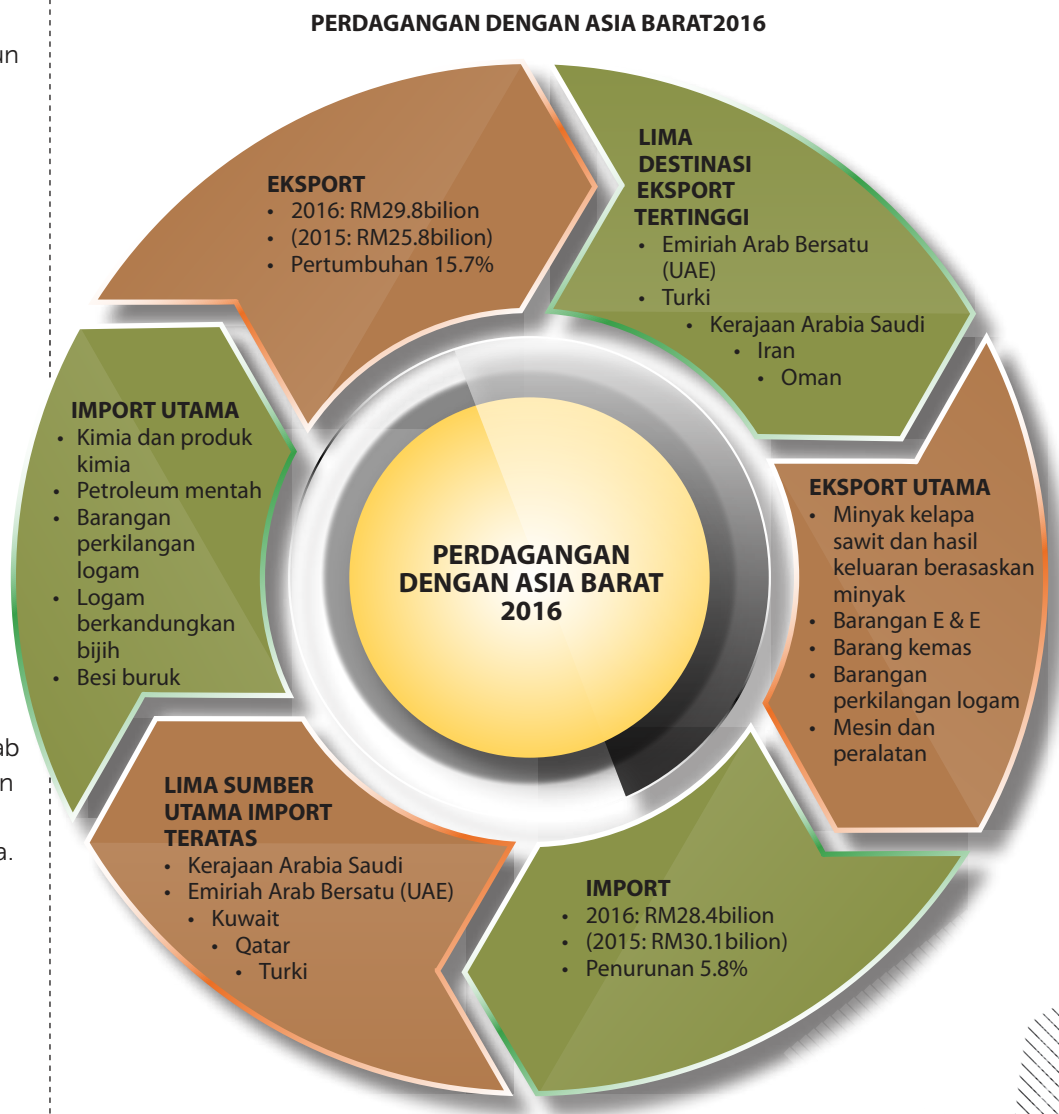 PERDAGANGAN DENGAN ASIA BARAT2016
un
ab
n
a.
EKSPORT
• 2016: RM29.8bilion
• (2015: RM25.8bilion)
• Pertumbuhan 15.7%
LIMA
DESTINASI
EKSPORT
TERTINGGI
• Emiriah Arab Bersatu
(UAE)
• Turki
• Kerajaan Arabia Saudi
• Iran
• Oman
EKSPORT UTAMA
• Minyak kelapa
sawit dan hasil
keluaran berasaskan
minyak
• Barangan E & E
• Barang kemas
• Barangan
perkilangan logam
• Mesin dan
peralatan
IMPORT
• 2016: RM28.4bilion
• (2015: RM30.1bilion)
• Penurunan 5.8%
LIMA SUMBER
UTAMA IMPORT
TERATAS
• Kerajaan Arabia Saudi
• Emiriah Arab Bersatu (UAE)
• Kuwait
• Qatar
• Turki
IMPORT UTAMA
• Kimia dan produk
kimia
• Petroleum mentah
• Barangan
perkilangan
logam
• Logam
berkandungkan
bijih
• Besi buruk
PERDAGANGAN
DENGAN ASIA BARAT
2016